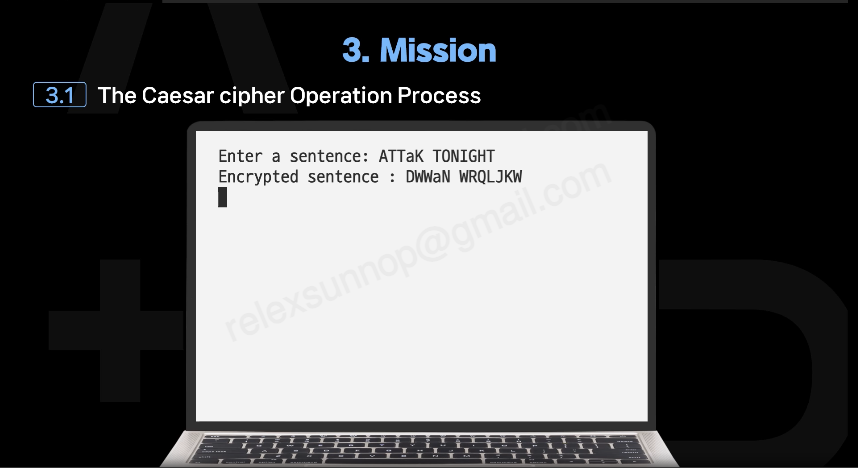 3. Mission
3.1 The Caesar cipher Operation Process
Enter a sentence: ATTaK TONIGHT
Encrypted sentence : DWWaN WRQLJKW
relexsunnop@gmail.com